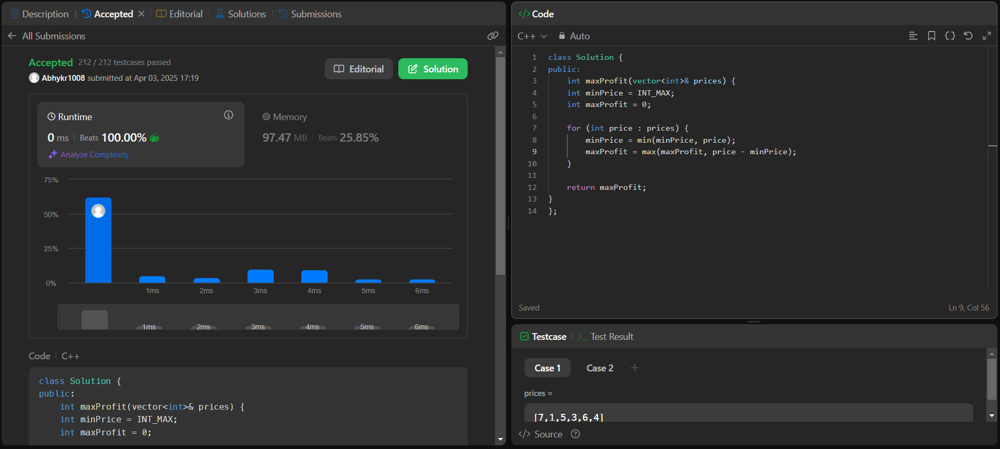 Description
Accepted
Editorial
Solutions
Submissions
All Submissions
Accepted 212 / 212 testcases passed
Abhykr1008 submitted at Apr 03, 2025 17:19
Editorial
Solution
Runtime
0 ms Beats 100.00%
Analyze Complexity
Memory
97.47 MB Beats 25.85%
75%
50%
25%
0%
1ms 2ms 3ms 4ms 5ms 6ms
1ms 2ms 3ms 4ms 5ms 6ms
Code C++
class Solution {
public:
    int maxProfit(vector<int>& prices) {
    int minPrice = INT_MAX;
    int maxProfit = 0;
</> Code
C++ Auto
1 class Solution {
2 public:
3     int maxProfit(vector<int>& prices) {
4     int minPrice = INT_MAX;
5     int maxProfit = 0;
6
7     for (int price : prices) {
8         minPrice = min(minPrice, price);
9         maxProfit = max(maxProfit, price - minPrice);
10     }
11
12     return maxProfit;
13 }
14 };
Saved
Ln 9, Col 56
Testcase
>_ Test Result
Case 1 Case 2 +
prices =
[7,1,5,3,6,4]
</> Source ?